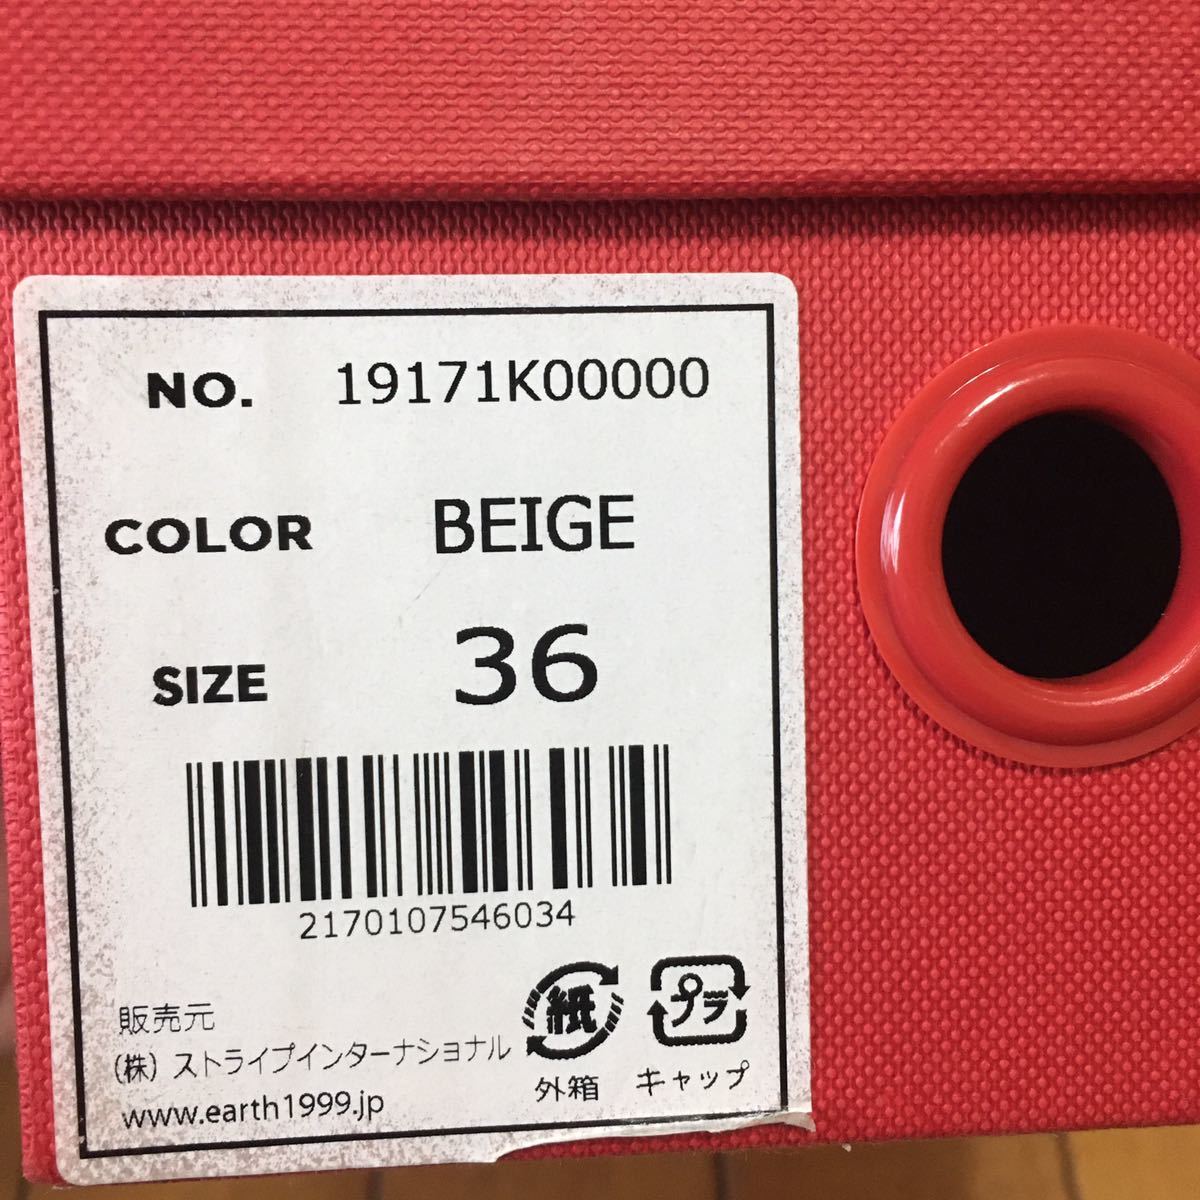 NO. 19171K00000
COLOR BEIGE
SIZE 36
2170107546034
販売元
(株) ストライプインターナショナル
www.earth1999.jp
紙
外箱
プラ
キャップ